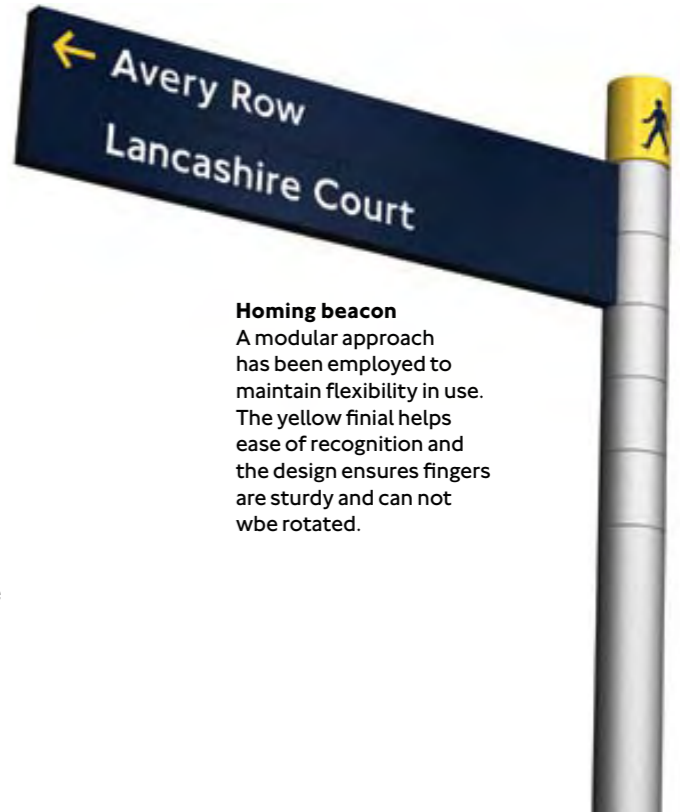 ← Avery Row
Lancashire Court
Homing beacon
A modular approach
has been employed to
maintain flexibility in use.
The yellow finial helps
ease of recognition and
the design ensures fingers
are sturdy and can not
wbe rotated.